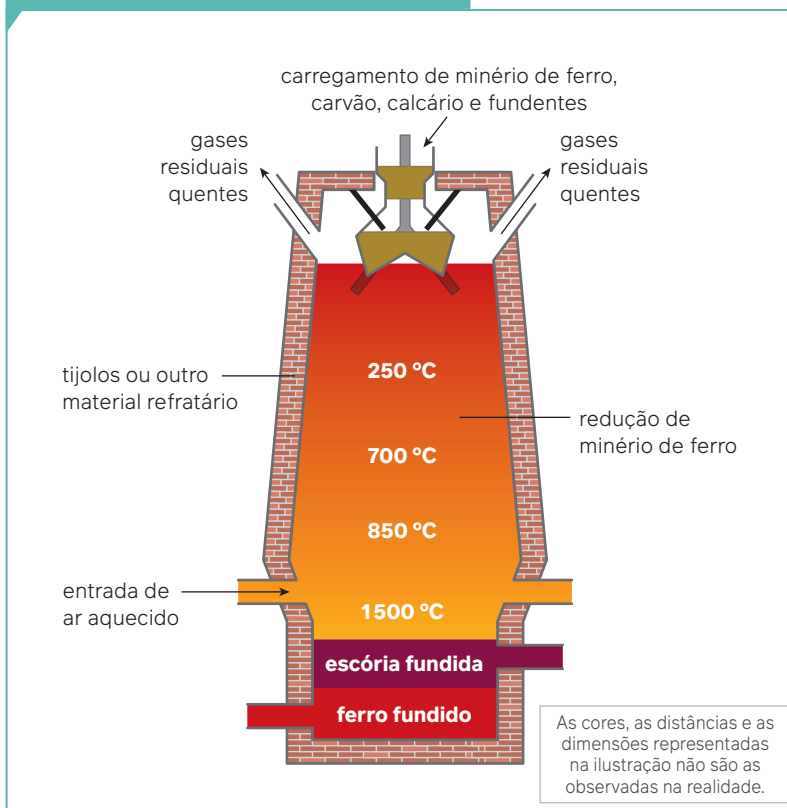 carregamento de minério de ferro,
carvão, calcário e fundentes
gases
residuais
quentes
gases
residuais
quentes
tijolos ou outro
material refratário
250 °C
redução de
minério de ferro
700 °C
850 °C
entrada de
ar aquecido
1500 °C
escória fundida
ferro fundido
As cores, as distâncias e as
dimensões representadas
na ilustração não são as
observadas na realidade.